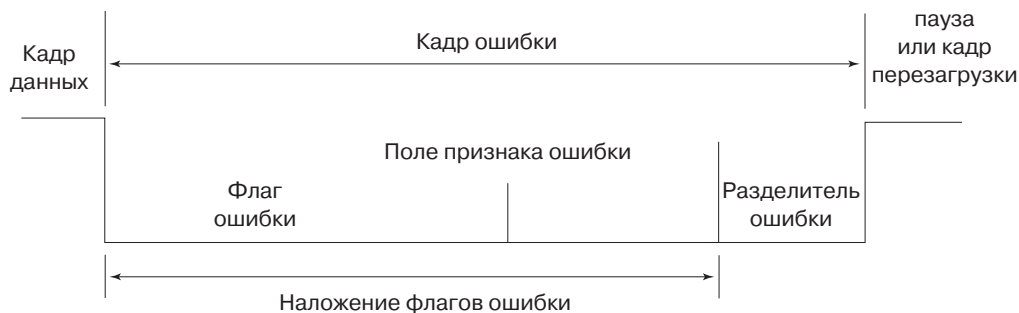 Кадр
данных
Кадр ошибки
пауза
или кадр
перезагрузки
Поле признака ошибки
Флаг
ошибки
Разделитель
ошибки
Наложение флагов ошибки